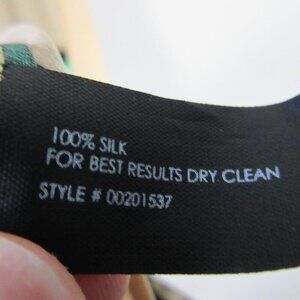 100% SILK
FOR BEST RESULTS DRY CLEAN
STYLE # 00201537